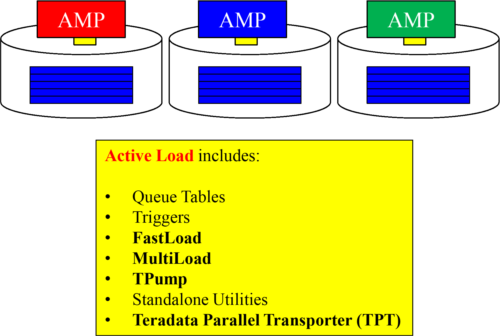 AMP AMP AMP
Active Load includes:
• Queue Tables
• Triggers
• FastLoad
• MultiLoad
• TPump
• Standalone Utilities
• Teradata Parallel Transporter (TPT)